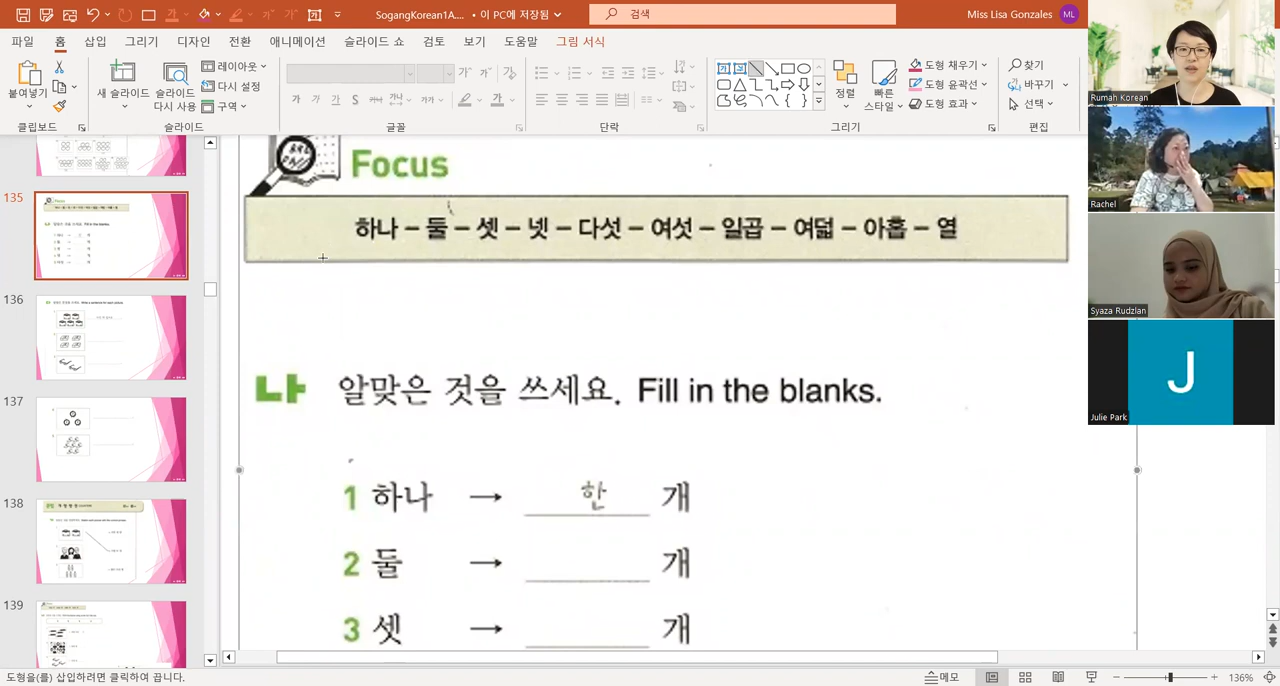 SogangKorean1A.... • 이 PC에 저장됨
검색
Miss Lisa Gonzales ML
파일 홈 삽입 그리기 디자인 전환 애니메이션 슬라이드 쇼 검토 보기 도움말 그림 서식
붙여넣기
새 슬라이드
슬라이드 다시 사용
레이아웃
다시 설정
구역
정렬
빠른 스타일
도형 채우기
도형 윤곽선
도형 효과
찾기
바꾸기
선택
클립보드 슬라이드 글꼴 단락 그리기 편집
Rumah Korean
Rachel
Syaza Rudzlan
J
Julie Park
135
136
137
138
139
Focus
하나 – 둘 – 셋 – 넷 – 다섯 – 여섯 – 일곱 – 여덟 – 아홉 – 열
나 알맞은 것을 쓰세요. Fill in the blanks.
1 하나 → 한 개
2 둘 → 개
3 셋 → 개
도형을(를) 삽입하려면 클릭하여 끕니다.
메모
136%